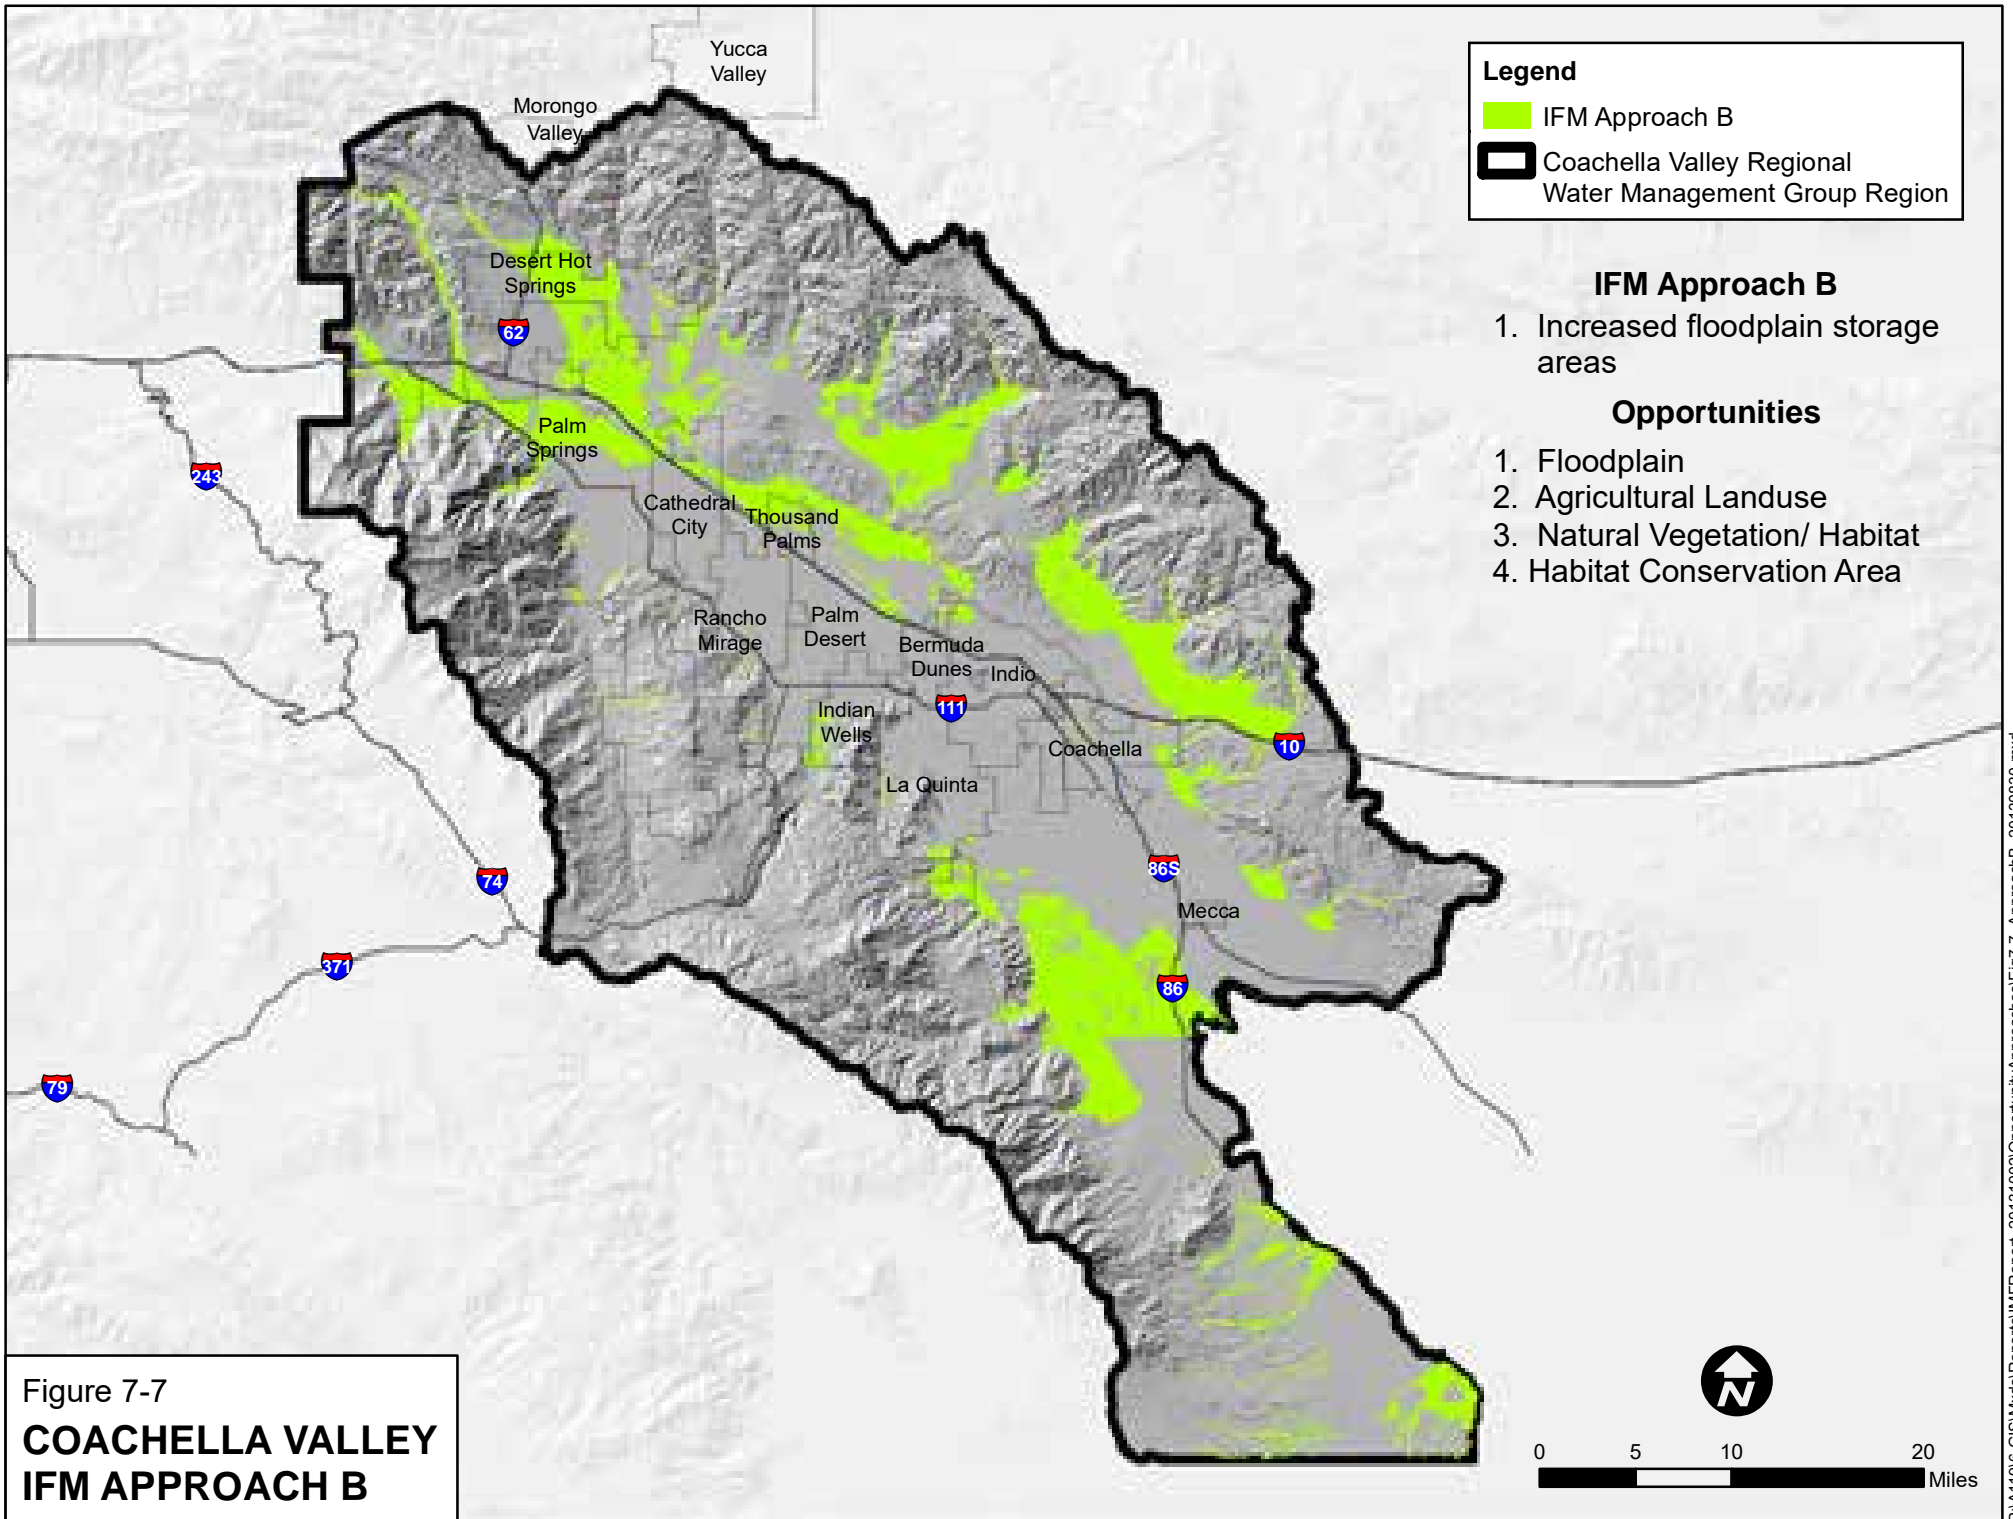 Yucca
Valley
Morongo
Valley
Legend
IFM Approach B
Coachella Valley Regional
Water Management Group Region
IFM Approach B
1. Increased floodplain storage
areas
Opportunities
1. Floodplain
2. Agricultural Landuse
3. Natural Vegetation/ Habitat
4. Habitat Conservation Area
Desert Hot
Springs
62
Palm
Springs
243
Cathedral
City
Thousand
Palms
Rancho
Mirage
Palm
Desert
Bermuda
Dunes
Indio
111
Indian
Wells
Coachella
10
La Quinta
86S
74
Mecca
371
86
79
Figure 7-7
COACHELLA VALLEY
IFM APPROACH B
N
0 5 10 20
Miles